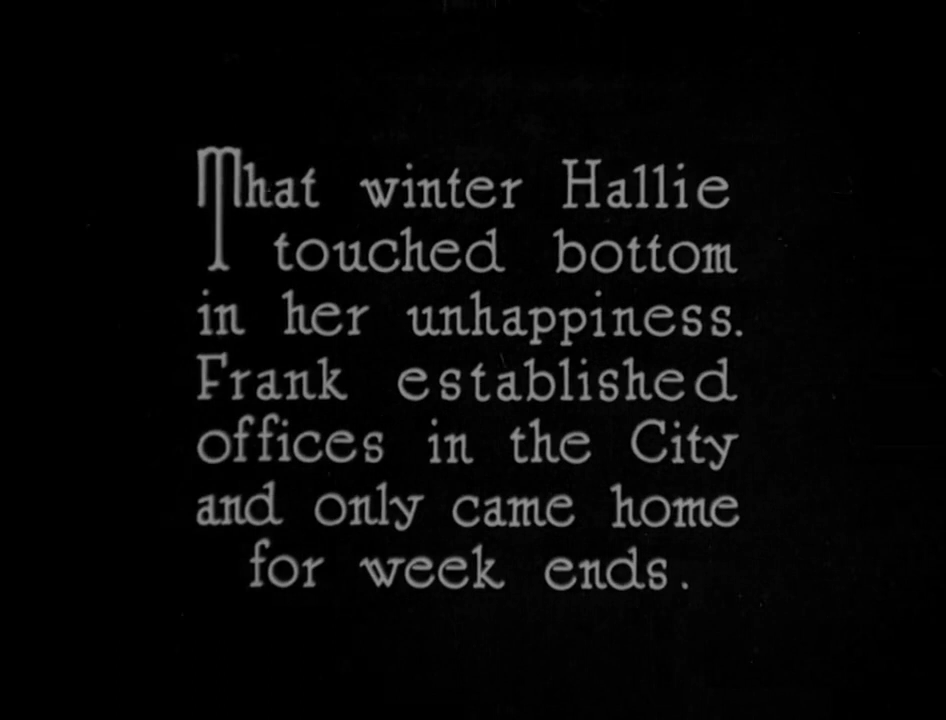 That winter Hallie
touched bottom
in her unhappiness.
Frank established
offices in the City
and only came home
for week ends.